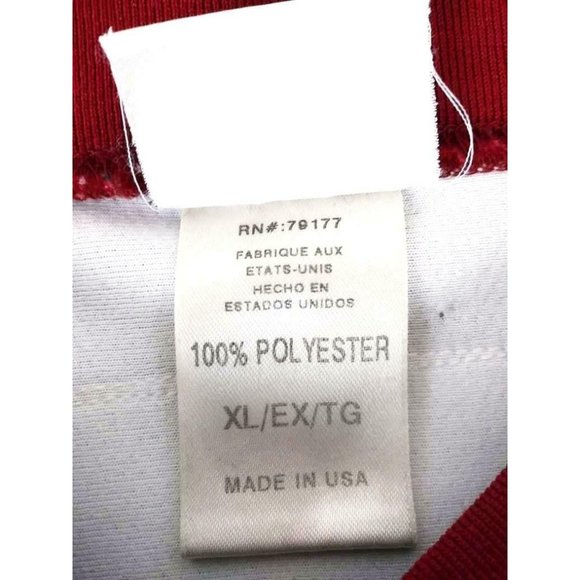 RN#:79177
FABRIQUE AUX
ETATS-UNIS
HECHO EN
ESTADOS UNIDOS
100% POLYESTER
XL/EX/TG
MADE IN USA